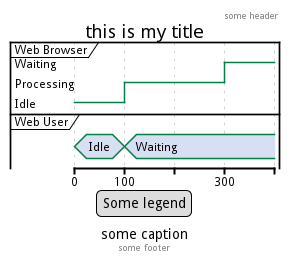 some header
this is my title
Web Browser
Waiting
Processing
Idle
Web User
Idle Waiting
0 100 300
Some legend
some caption
some footer